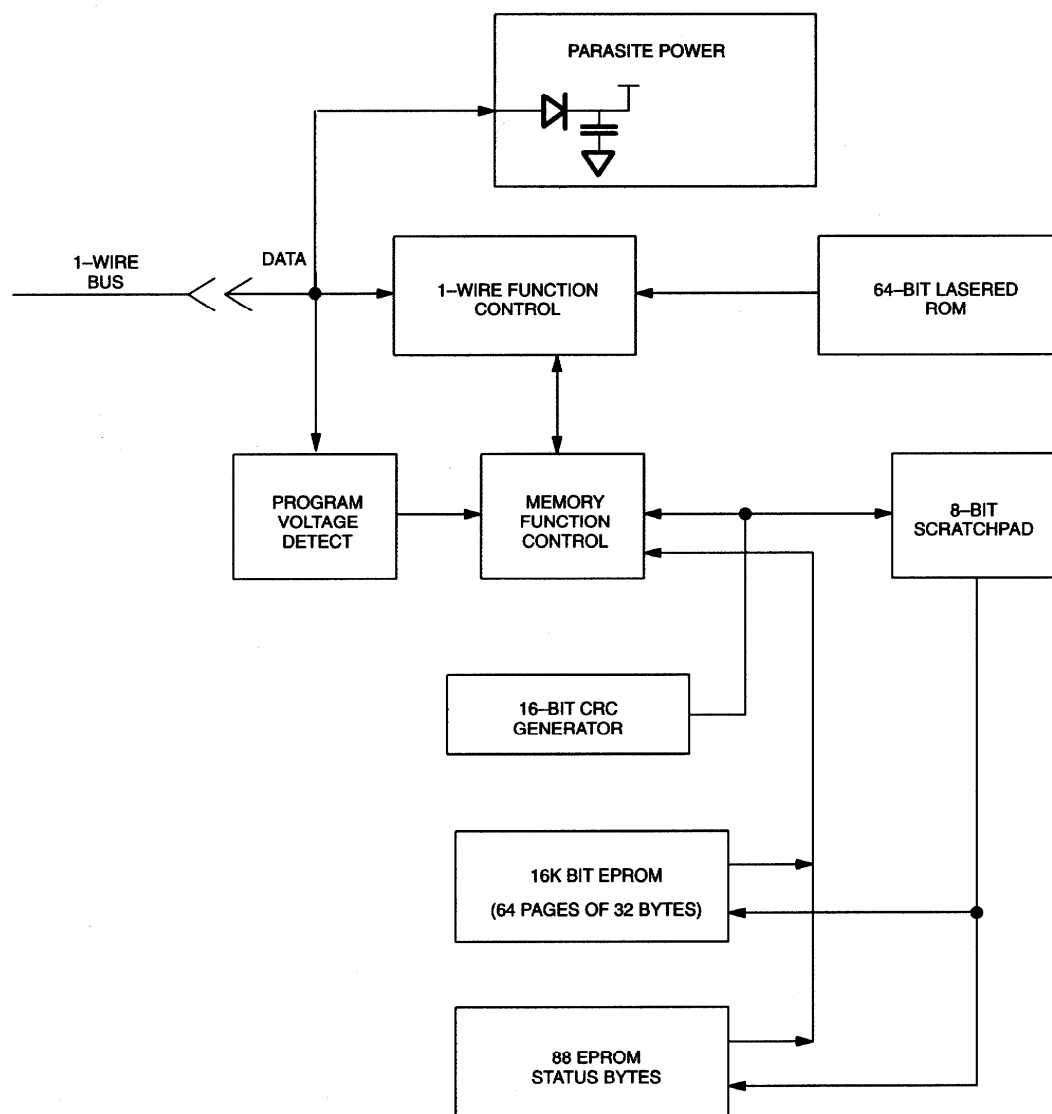 PARASITE POWER
1–WIRE
BUS
DATA
1–WIRE FUNCTION
CONTROL
64–BIT LASERED
ROM
PROGRAM
VOLTAGE
DETECT
MEMORY
FUNCTION
CONTROL
8–BIT
SCRATCHPAD
16–BIT CRC
GENERATOR
16K BIT EPROM
(64 PAGES OF 32 BYTES)
88 EPROM
STATUS BYTES